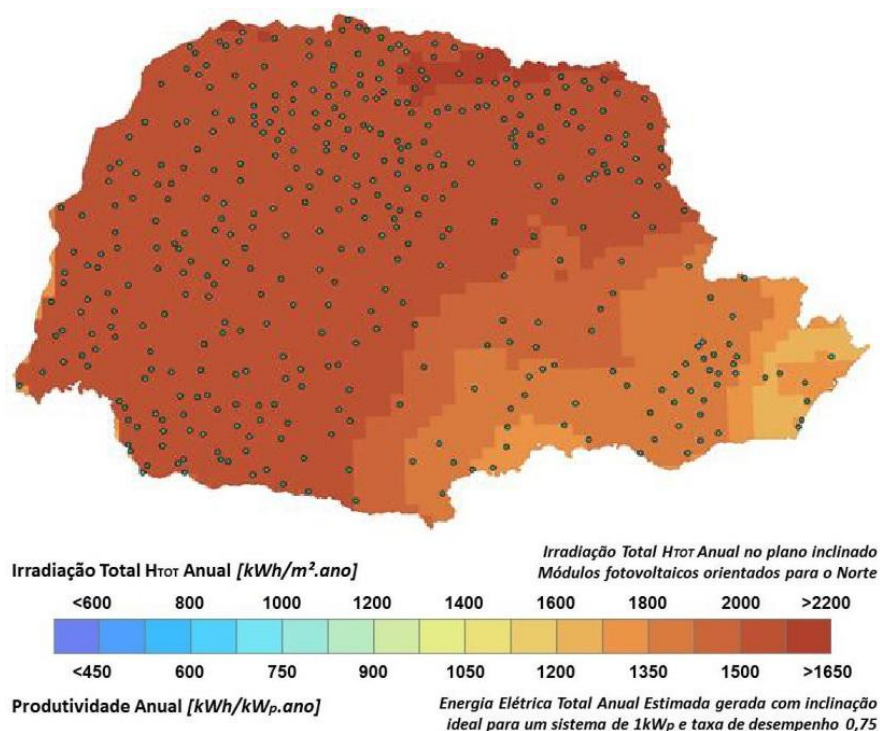 Irradiação Total HTOT Anual [kWh/m².ano]
Irradiação Total HTOT Anual no plano inclinado
Módulos fotovoltaicos orientados para o Norte
<600 800 1000 1200 1400 1600 1800 2000 >2200
<450 600 750 900 1050 1200 1350 1500 >1650
Produtividade Anual [kWh/kWp.ano]
Energia Elétrica Total Anual Estimada gerada com inclinação
ideal para um sistema de 1kWp e taxa de desempenho 0,75